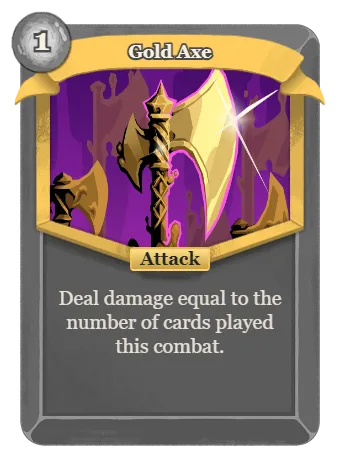 1
Gold Axe
Attack
Deal damage equal to the
number of cards played
this combat.